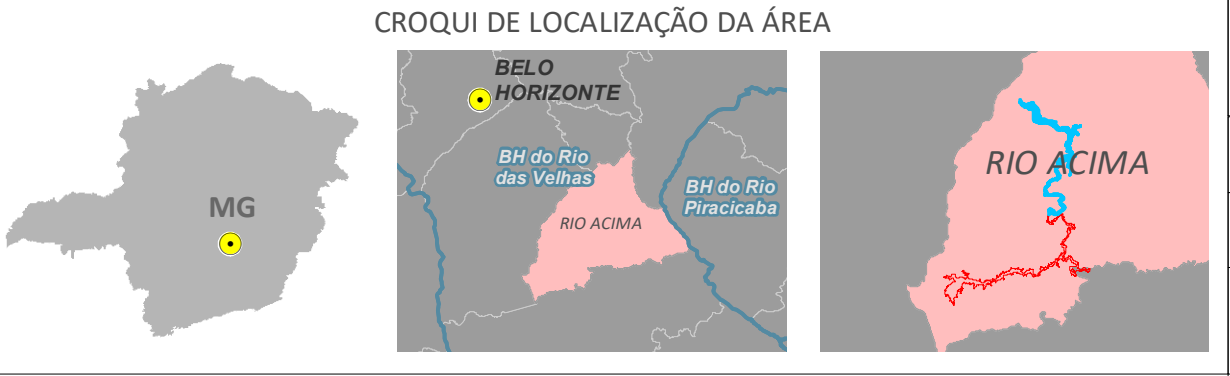 CROQUI DE LOCALIZAÇÃO DA ÁREA
MG
BELO
HORIZONTE
BH do Rio
das Velhas
BH do Rio
Piracicaba
RIO ACIMA
RIO ACIMA